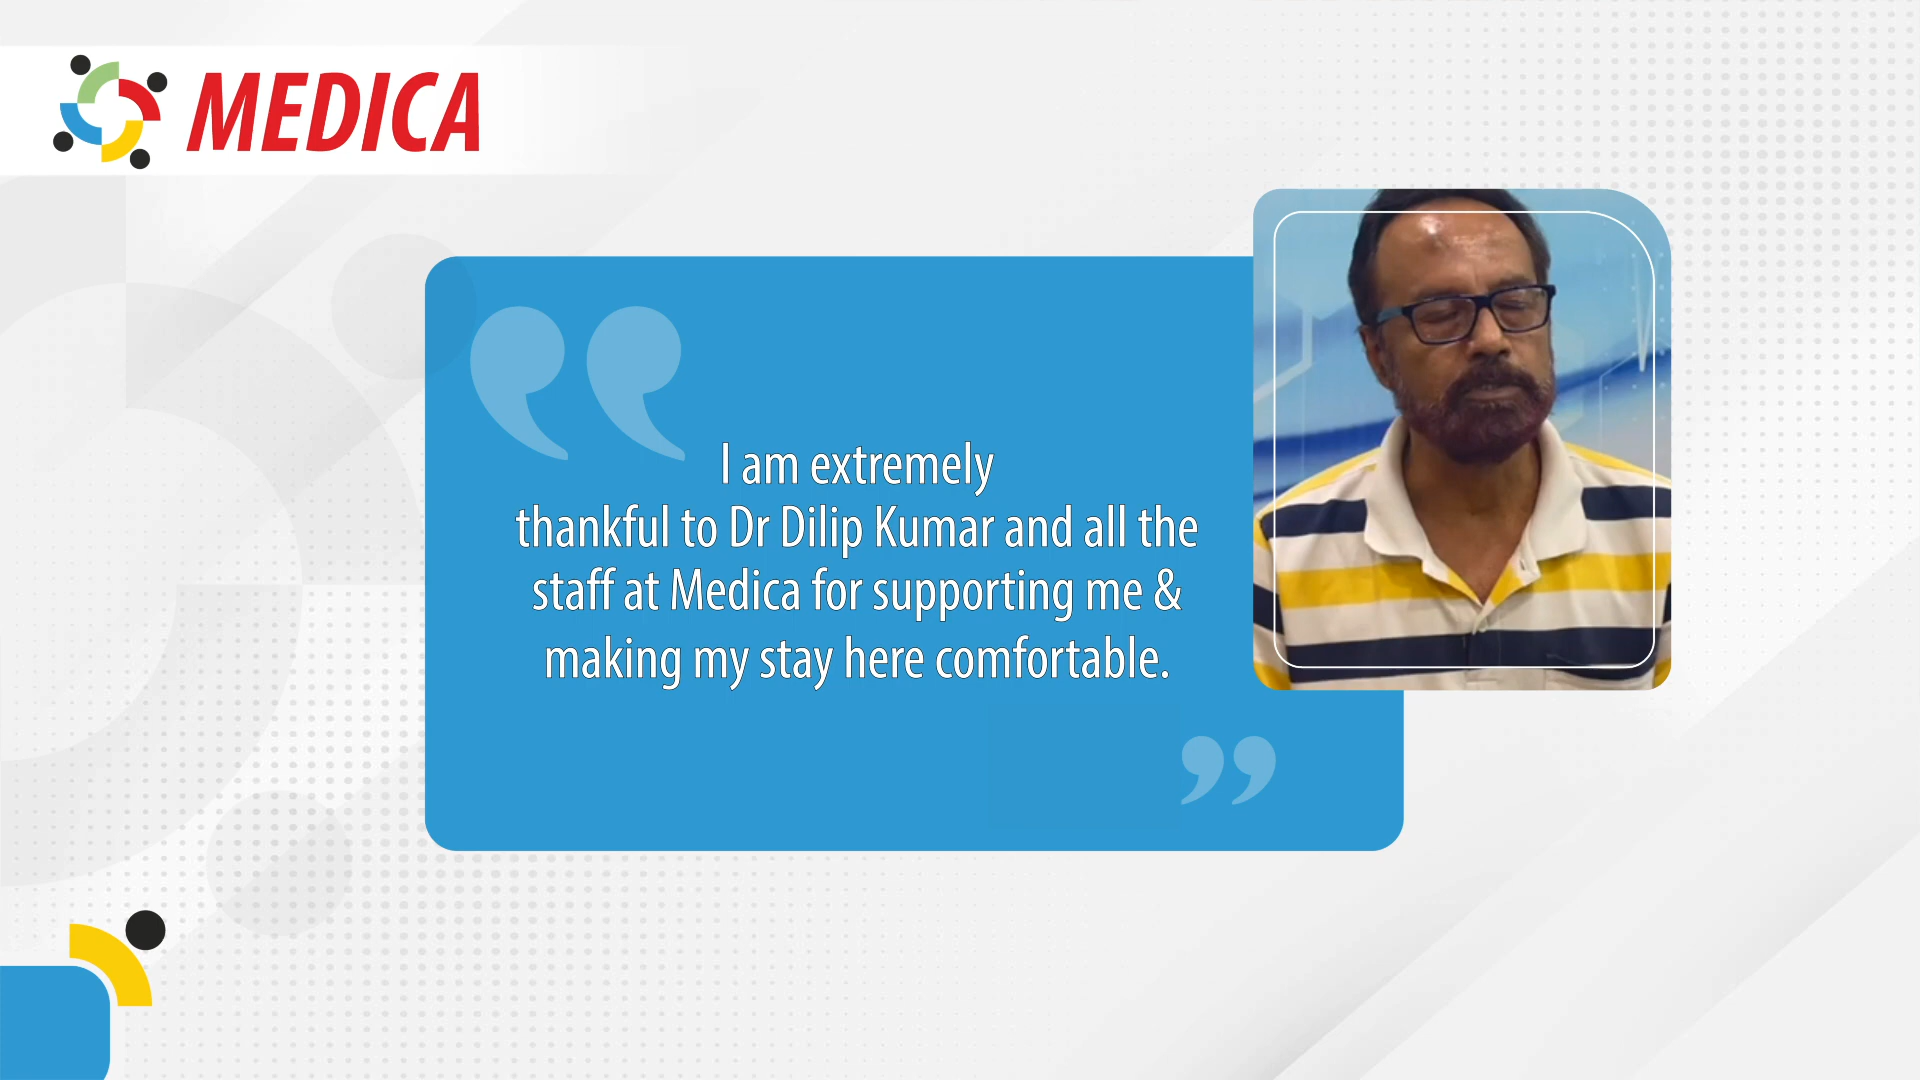 MEDICA
I am extremely
thankful to Dr Dilip Kumar and all the
staff at Medica for supporting me &
making my stay here comfortable.